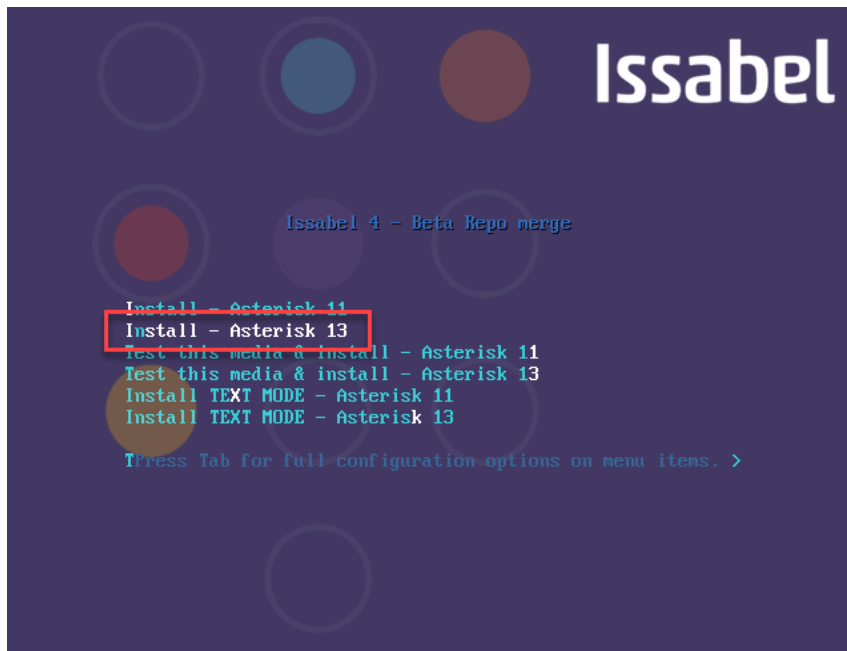 Issabel
Issabel 4 - Beta Repo merge
Install - Asterisk 11
Install - Asterisk 13
Test this media & install - Asterisk 11
Test this media & install - Asterisk 13
Install TEXT MODE - Asterisk 11
Install TEXT MODE - Asterisk 13
TPress Tab for full configuration options on menu items. >